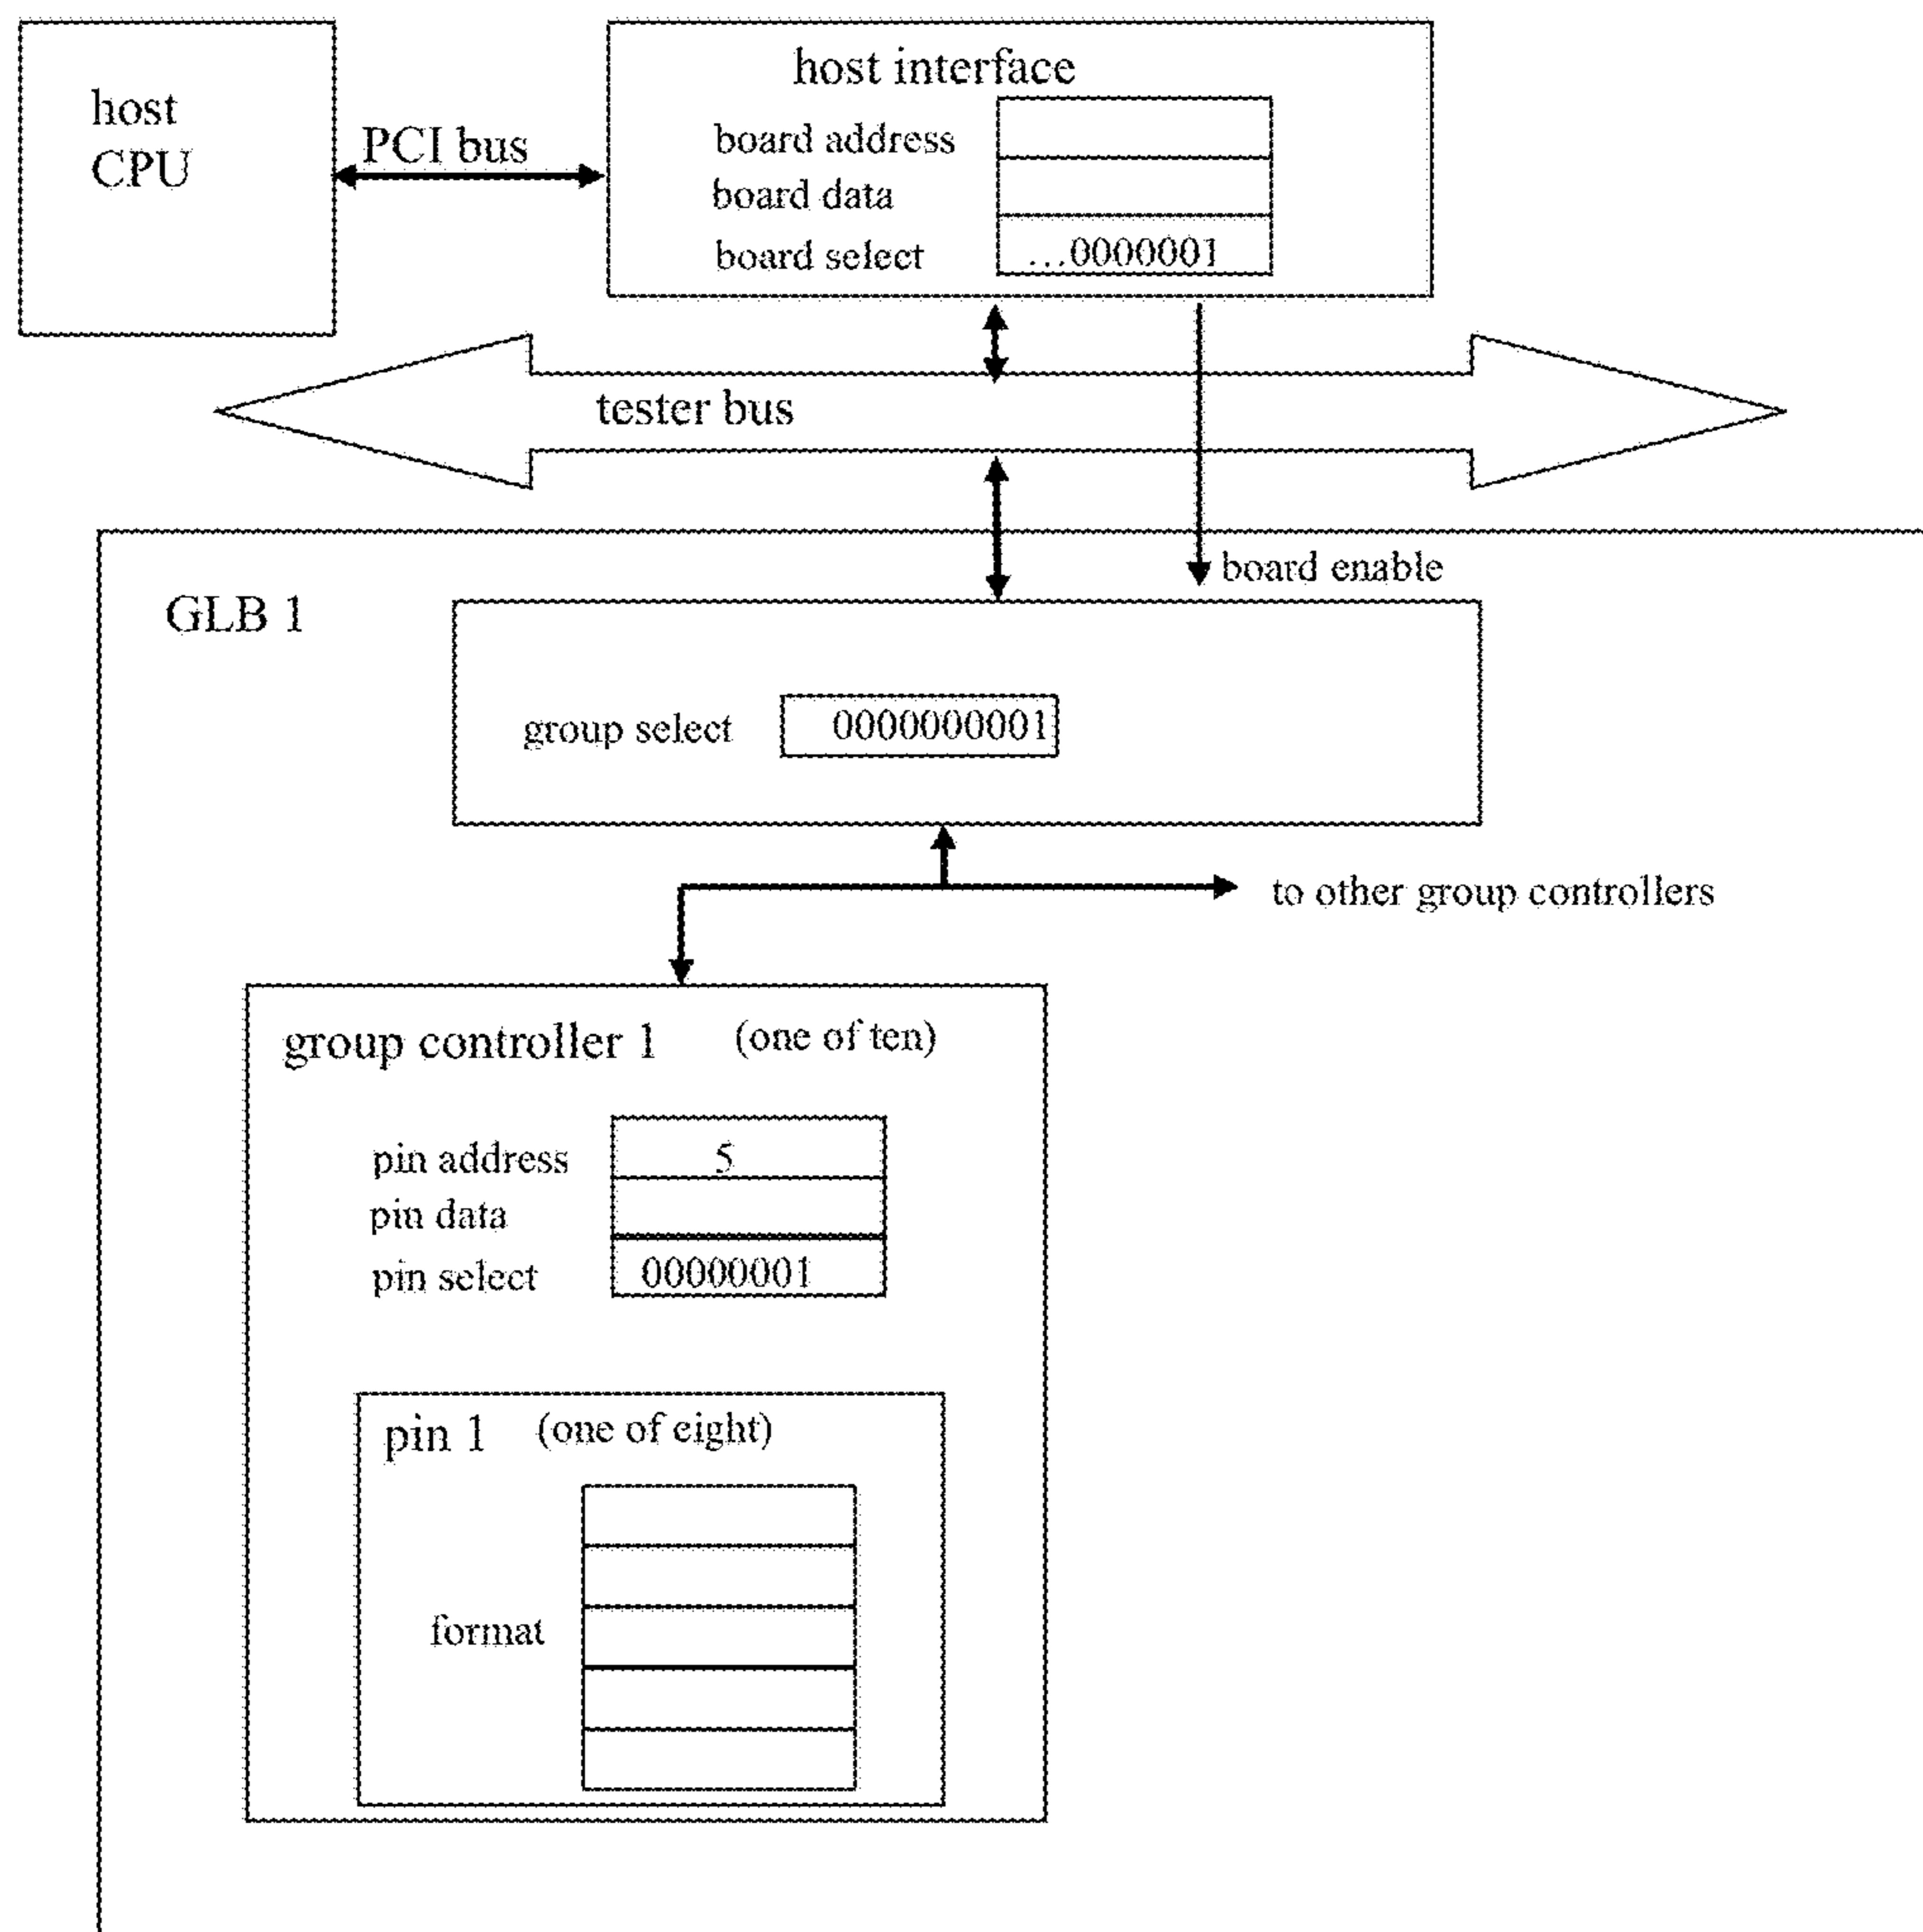 host
CPU
PCI bus
host interface
board address
board data
board select ...0000001
tester bus
board enable
GLB 1
group select 0000000001
to other group controllers
group controller 1 (one of ten)
pin address 5
pin data
pin select 00000001
pin 1 (one of eight)
format